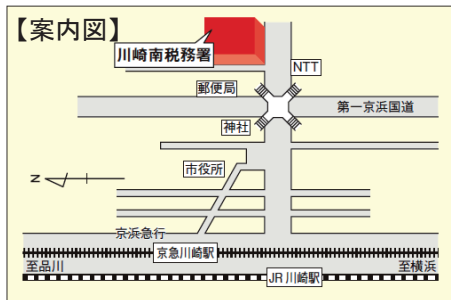 【案内図】
川崎南税務署
NTT
郵便局
第一京浜国道
神社
市役所
N
京浜急行
京急川崎駅
至品川
至横浜
JR川崎駅